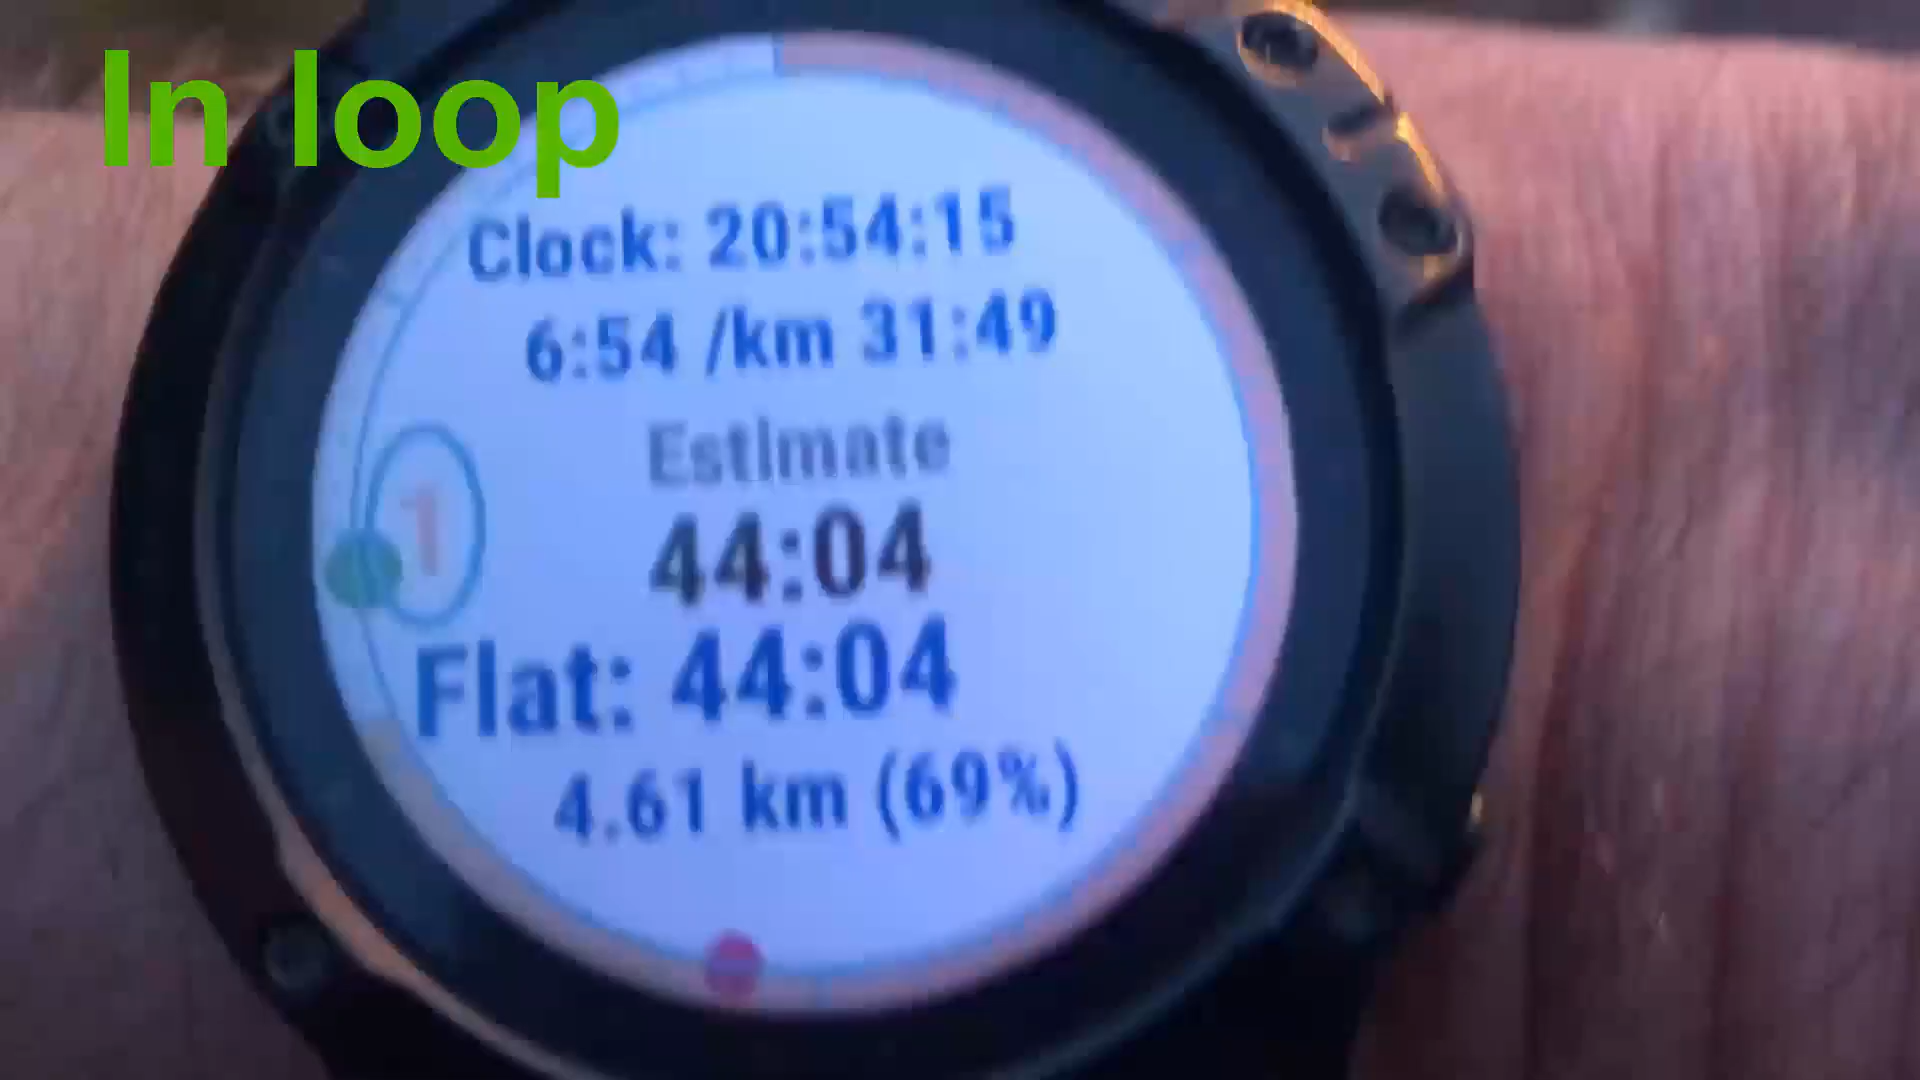 In loop
Clock: 20:54:15
6:54 /km 31:49
Estimate
44:04
1
Flat: 44:04
4.61 km (69%)